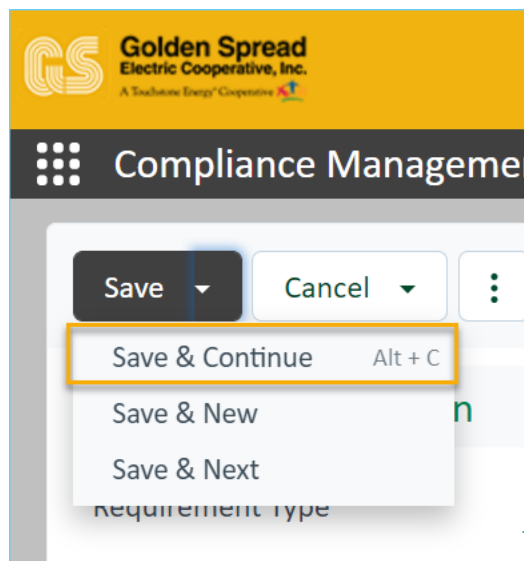 GS
Golden Spread
Electric Cooperative, Inc.
A Touchstone Energy® Cooperative
Compliance Manageme
Save
Cancel
Save & Continue Alt + C
Save & New
n
Save & Next
Requirement Type